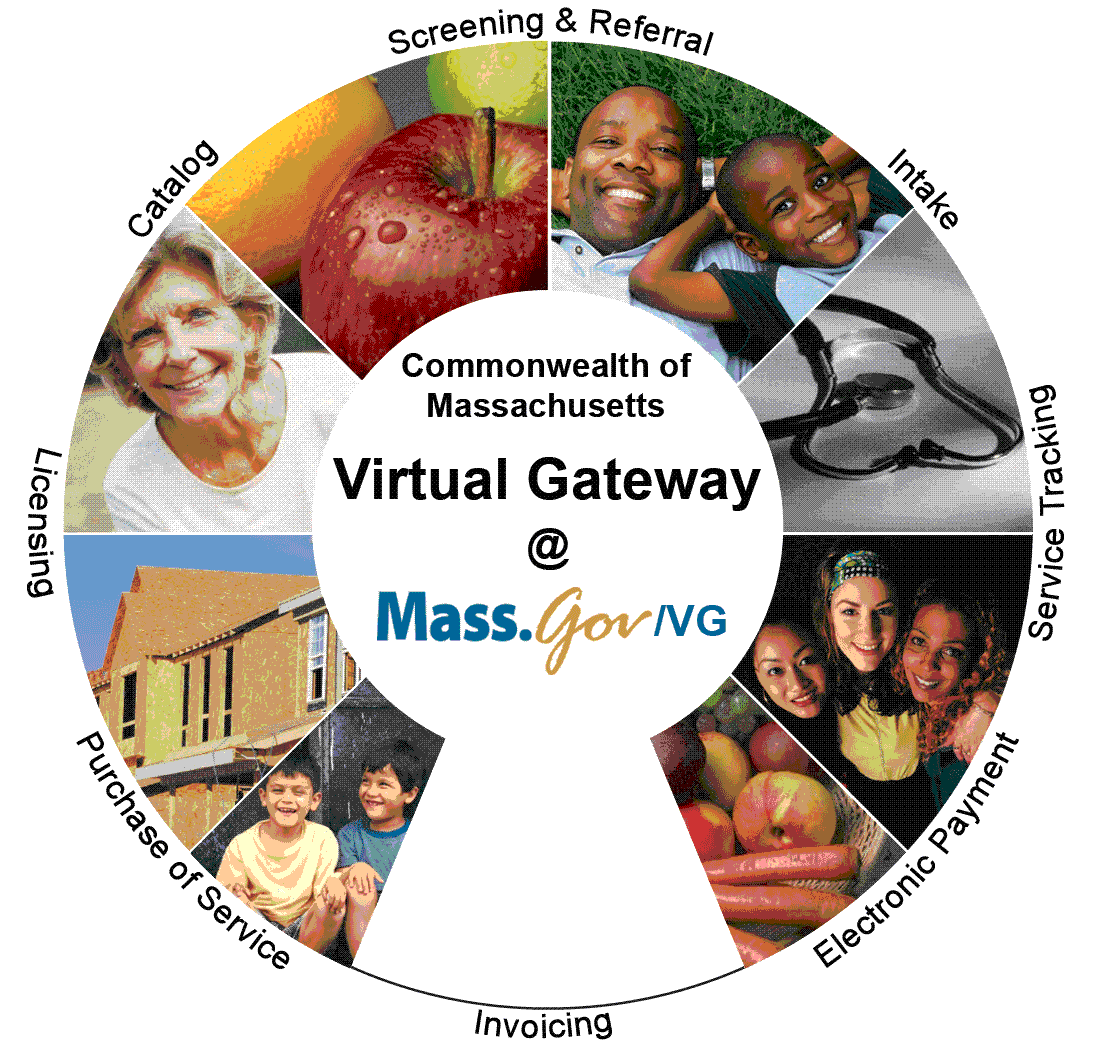 Screening & Referral
Intake
Service Tracking
Electronic Payment
Invoicing
Purchase of Service
Licensing
Catalog
Commonwealth of
Massachusetts
Virtual Gateway
@
Mass.Gov/VG